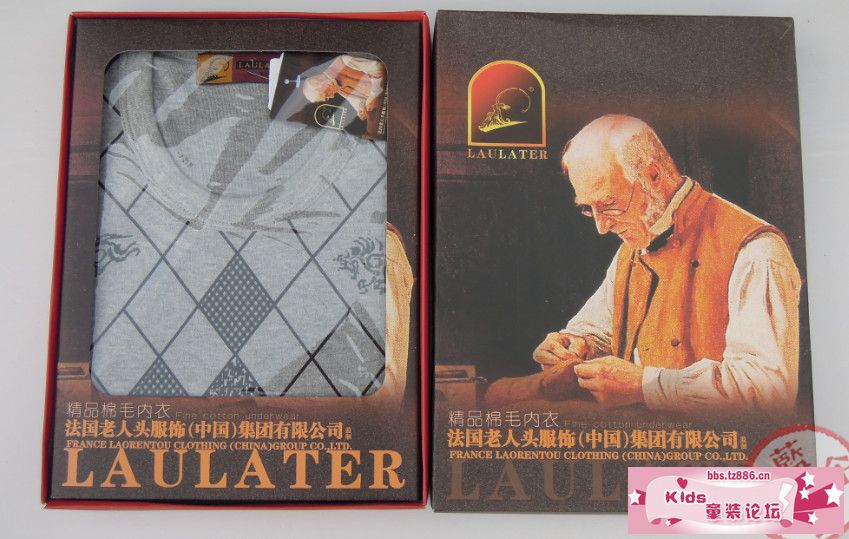 LAULATER
精品棉毛内衣 Fine cotton underwear
法国老人头服饰(中国)集团有限公司
FRANCE LAORENTOU CLOTHING (CHINA)GROUP CO.,LTD.
LAULATER
LAULATER
精品棉毛内衣 Fine cotton underwear
法国老人头服饰(中国)集团有限公司
FRANCE LAORENTOU CLOTHING (CHINA)GROUP CO.,LTD.
LAULA
蓝
bbs.tz886.cn
Kids
童装论坛